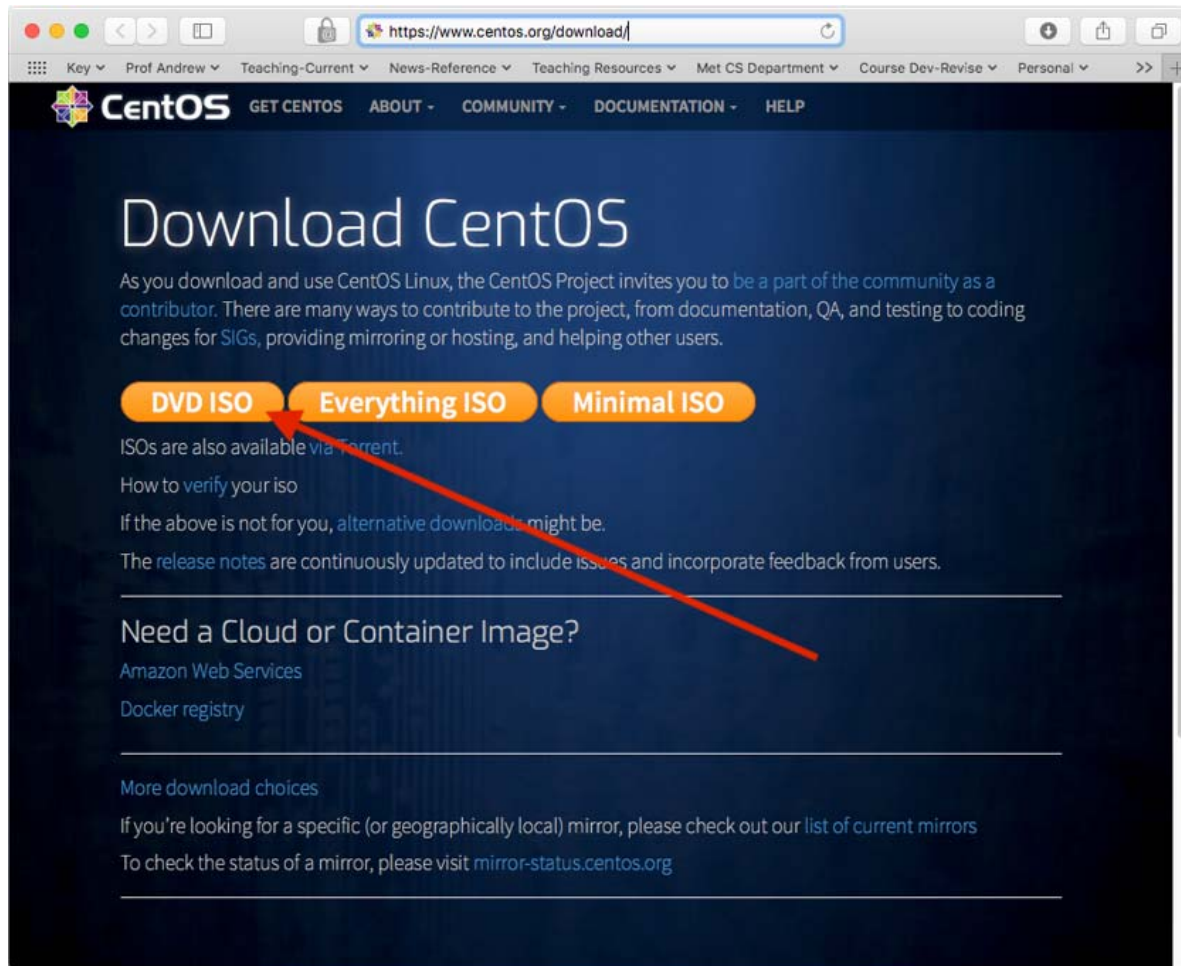 https://www.centos.org/download/
Key Prof Andrew Teaching-Current News-Reference Teaching Resources Met CS Department Course Dev-Revise Personal >> +
CentOS GET CENTOS ABOUT - COMMUNITY - DOCUMENTATION - HELP
Download CentOS
As you download and use CentOS Linux, the CentOS Project invites you to be a part of the community as a
contributor. There are many ways to contribute to the project, from documentation, QA, and testing to coding
changes for SIGs, providing mirroring or hosting, and helping other users.
DVD ISO Everything ISO Minimal ISO
ISOs are also available via Torrent.
How to verify your iso
If the above is not for you, alternative downloads might be.
The release notes are continuously updated to include issues and incorporate feedback from users.
Need a Cloud or Container Image?
Amazon Web Services
Docker registry
More download choices
If you're looking for a specific (or geographically local) mirror, please check out our list of current mirrors
To check the status of a mirror, please visit mirror-status.centos.org